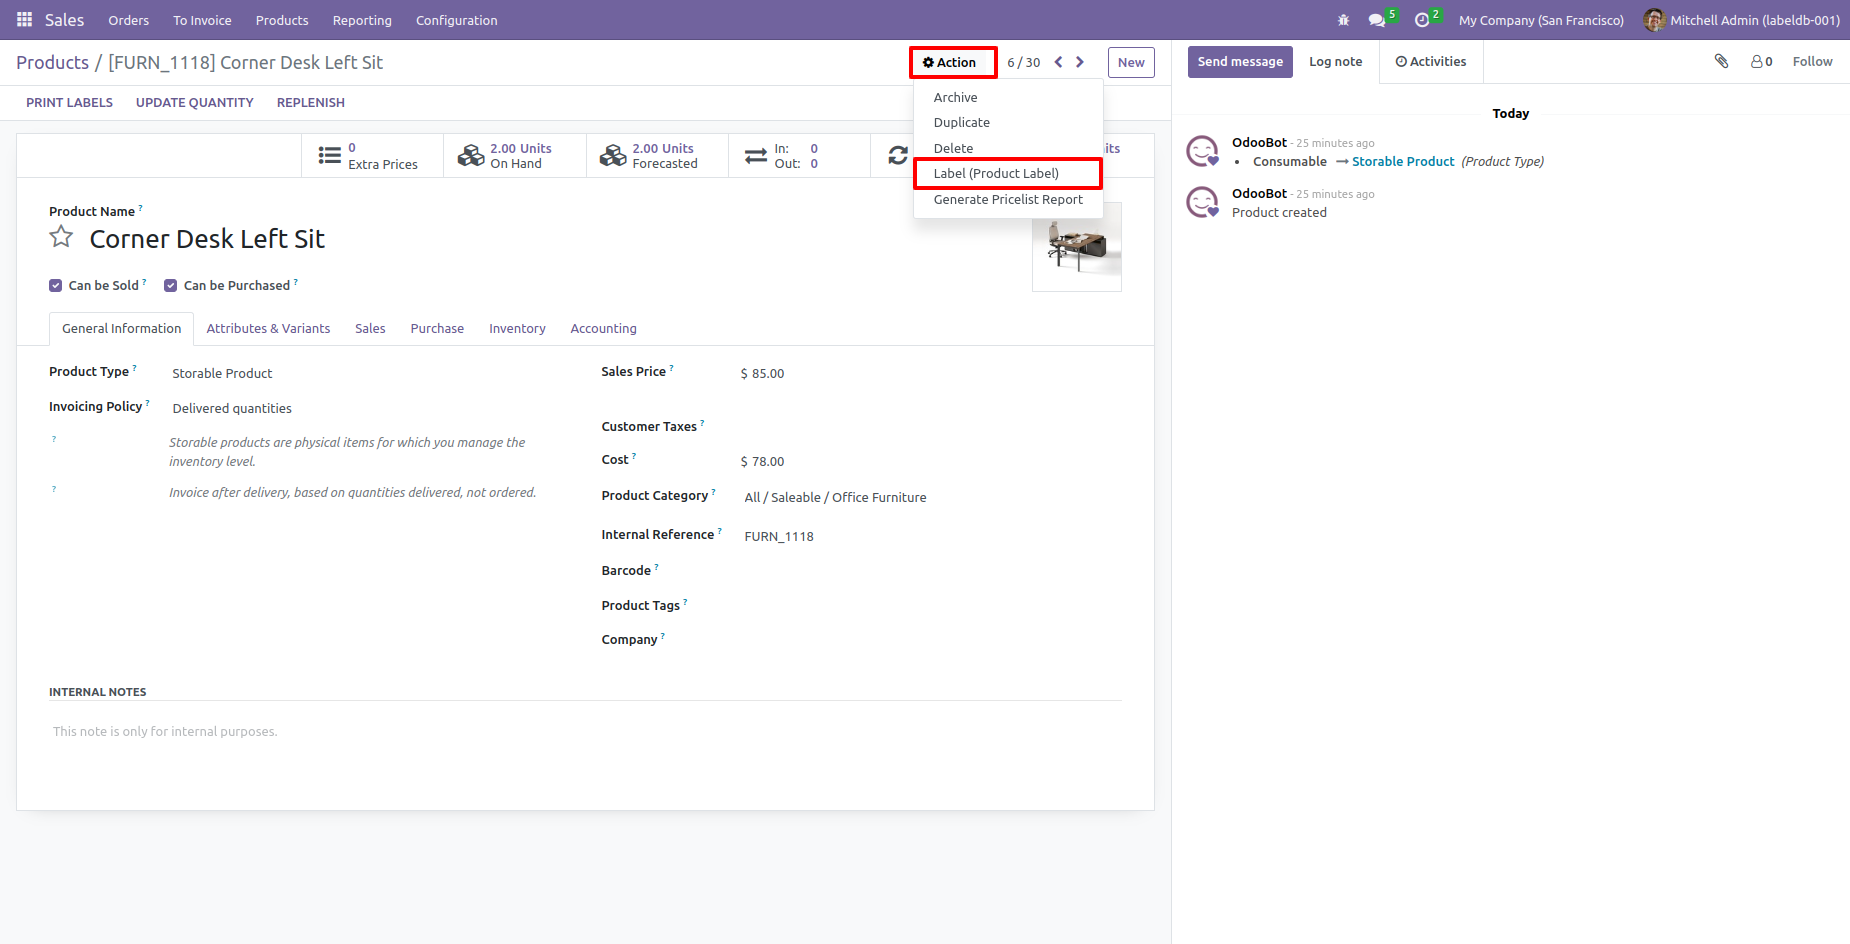 Sales Orders To Invoice Products Reporting Configuration 5 2 My Company (San Francisco) Mitchell Admin (labeldb-001)
Products / [FURN_1118] Corner Desk Left Sit
Action 6 / 30 New
Send message Log note Activities 0 Follow
PRINT LABELS UPDATE QUANTITY REPLENISH
Archive
Duplicate
Delete
Label (Product Label)
Generate Pricelist Report
0
Extra Prices
2.00 Units
On Hand
2.00 Units
Forecasted
In: 0
Out: 0
its
Product Name ?
Corner Desk Left Sit
Can be Sold ? Can be Purchased ?
General Information Attributes & Variants Sales Purchase Inventory Accounting
Product Type ? Storable Product
Invoicing Policy ? Delivered quantities
? Storable products are physical items for which you manage the
inventory level.
? Invoice after delivery, based on quantities delivered, not ordered.
Sales Price ? $ 85.00
Customer Taxes ?
Cost ? $ 78.00
Product Category ? All / Saleable / Office Furniture
Internal Reference ? FURN_1118
Barcode ?
Product Tags ?
Company ?
INTERNAL NOTES
This note is only for internal purposes.
Today
OdooBot - 25 minutes ago
• Consumable → Storable Product (Product Type)
OdooBot - 25 minutes ago
Product created